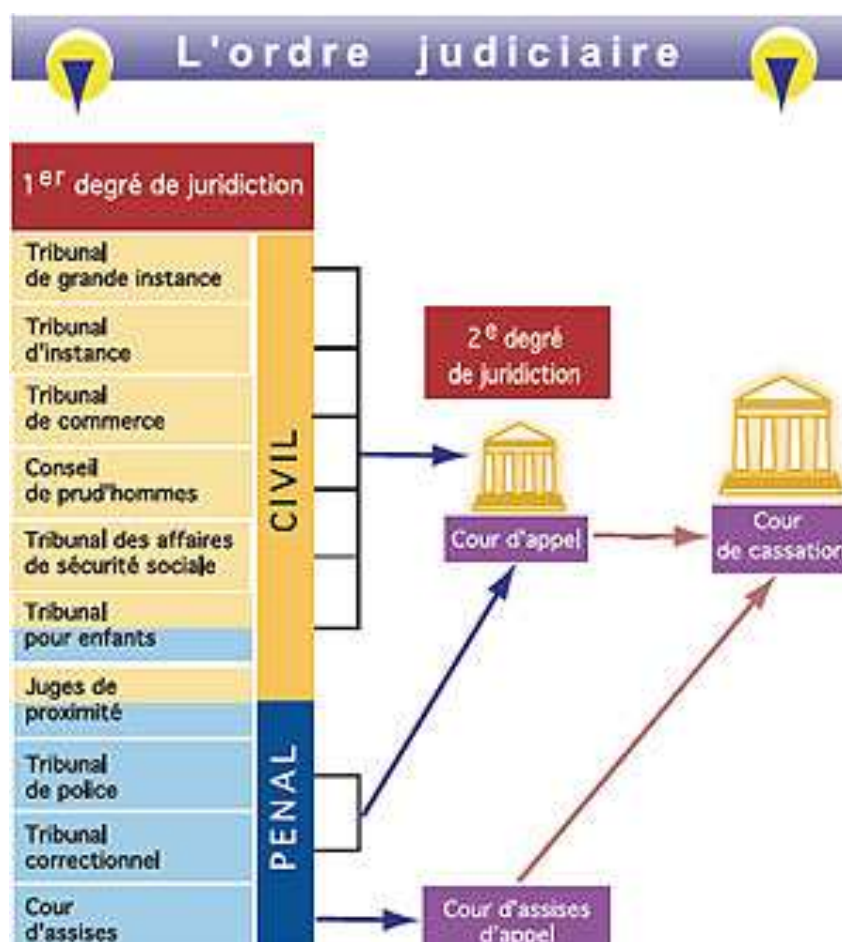 L'ordre judiciaire
1er degré de juridiction
Tribunal
de grande instance
Tribunal
d'instance
Tribunal
de commerce
Conseil
de prud'hommes
Tribunal des affaires
de sécurité sociale
Tribunal
pour enfants
Juges de
proximité
Tribunal
de police
Tribunal
correctionnel
Cour
d'assises
CIVIL
PENAL
2e degré
de juridiction
Cour d'appel
Cour d'assises
d'appel
Cour
de cassation